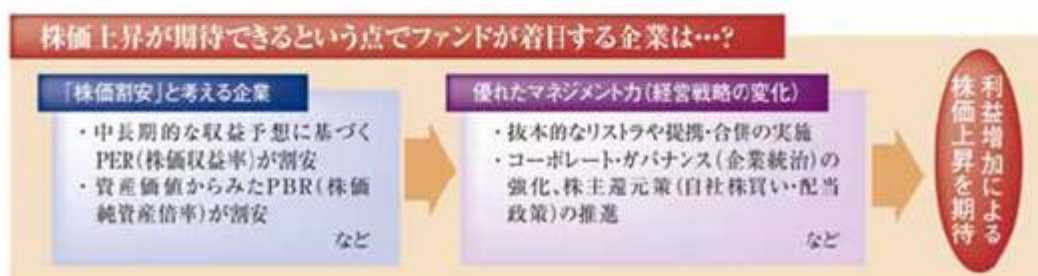 株価上昇が期待できるという点でファンドが着目する企業は…?
「株価割安」と考える企業
・中長期的な収益予想に基づく
PER(株価収益率)が割安
・資産価値からみたPBR(株価
純資産倍率)が割安
など
優れたマネジメント力(経営戦略の変化)
・抜本的なリストラや提携・合併の実施
・コーポレート・ガバナンス(企業統治)の
強化、株主還元策(自社株買い・配当
政策)の推進
など
利益増加による
株価上昇を期待